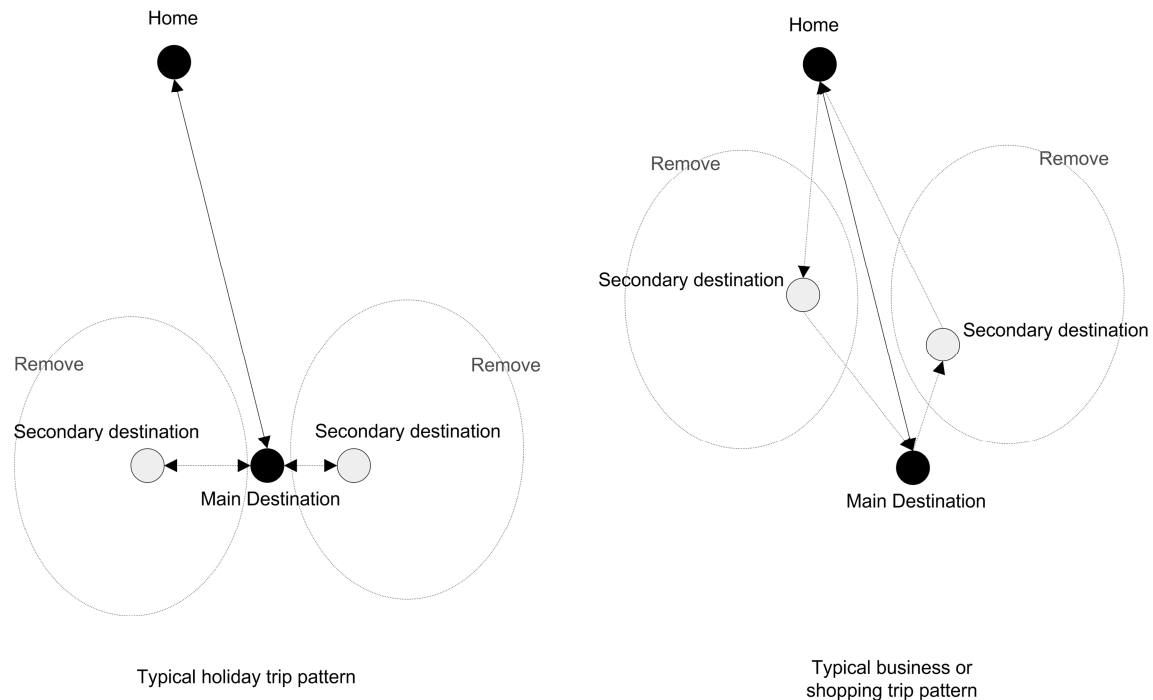 Home
Remove
Remove
Secondary destination
Secondary destination
Main Destination
Typical holiday trip pattern
Home
Remove
Remove
Secondary destination
Secondary destination
Main Destination
Typical business or
shopping trip pattern